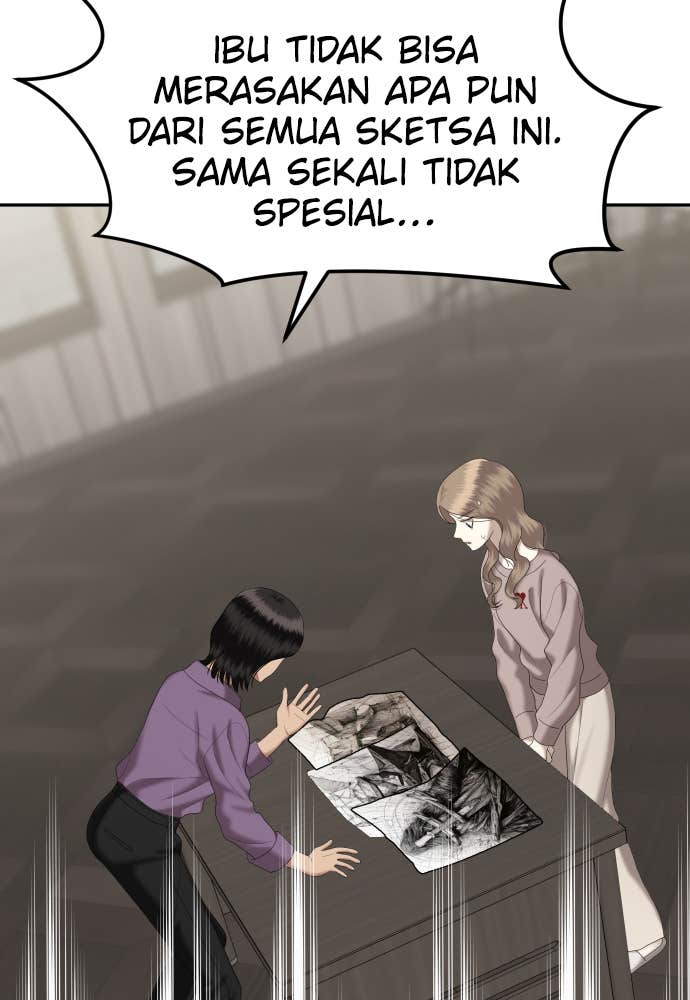 IBU TIDAK BISA
MERASAKAN APA PUN
DARI SEMUA SKETSA INI.
SAMA SEKALI TIDAK
SPESIAL...